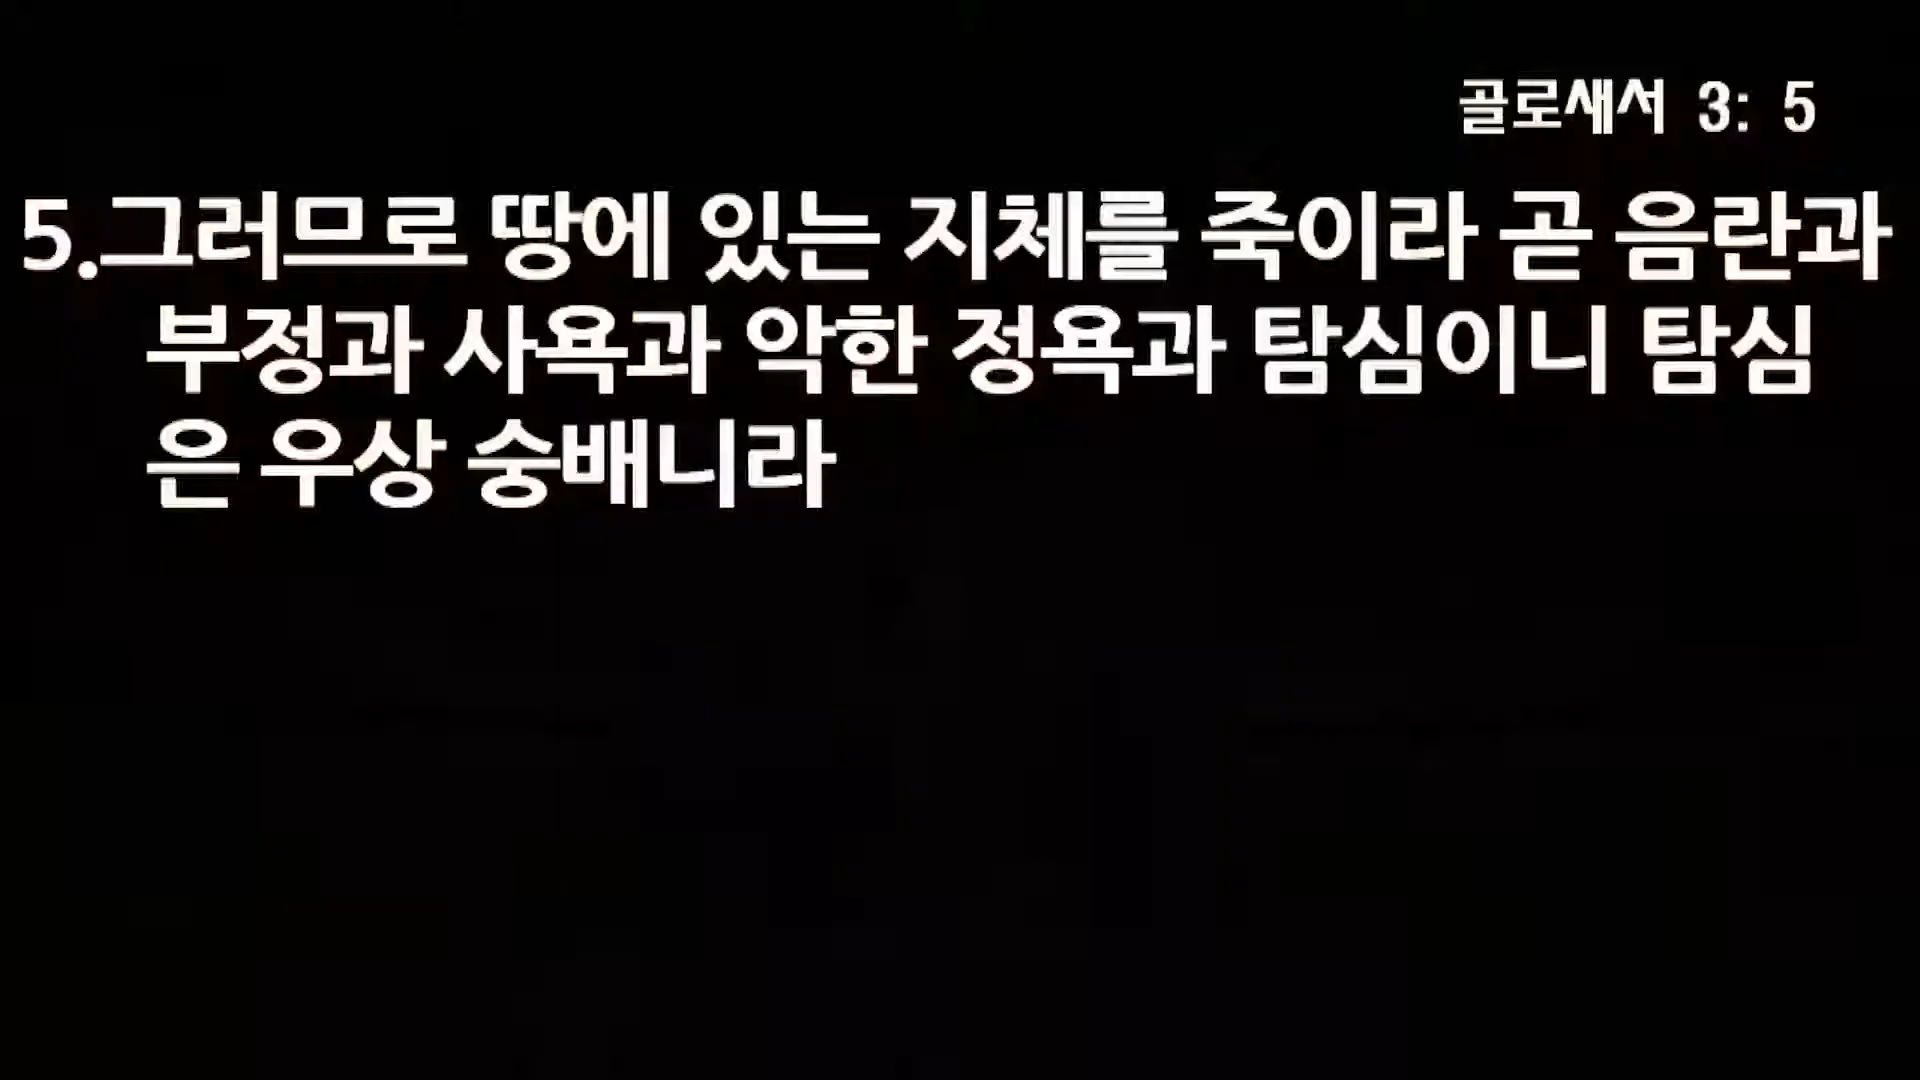 골로새서 3: 5
5.그러므로 땅에 있는 지체를 죽이라 곧 음란과
부정과 사욕과 악한 정욕과 탐심이니 탐심
은 우상 숭배니라